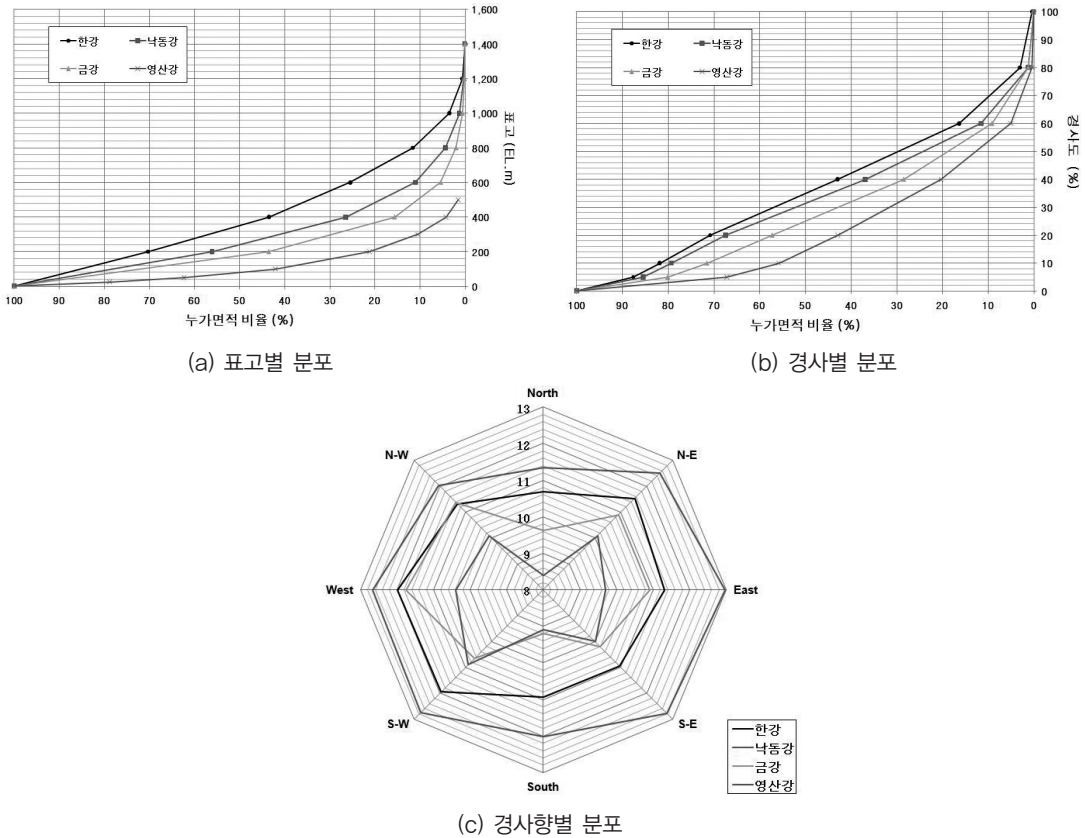 한강
낙동강
금강
영산강
1,600
1,400
1,200
1,000
800
600
400
200
0
표고 (EL.m)
100 90 80 70 60 50 40 30 20 10 0
누가면적 비율 (%)
(a) 표고별 분포
한강
낙동강
금강
영산강
100
90
80
70
60
50
40
30
20
10
0
경사도 (%)
100 90 80 70 60 50 40 30 20 10 0
누가면적 비율 (%)
(b) 경사별 분포
North
13
N-W
N-E
12
11
10
9
West
8
East
S-W
S-E
South
한강
낙동강
금강
영산강
(c) 경사향별 분포